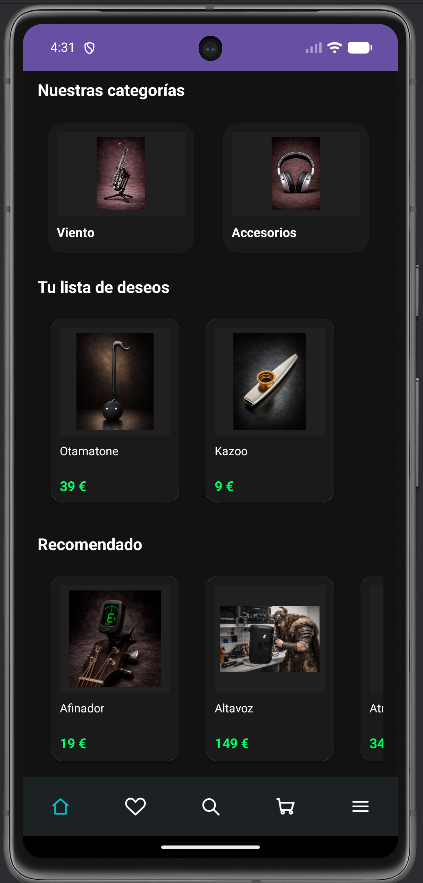 4:31
Nuestras categorías
Viento
Accesorios
Tu lista de deseos
Otamatone
Kazoo
39 €
9 €
Recomendado
E
Afinador
Altavoz
19 €
149 €
34